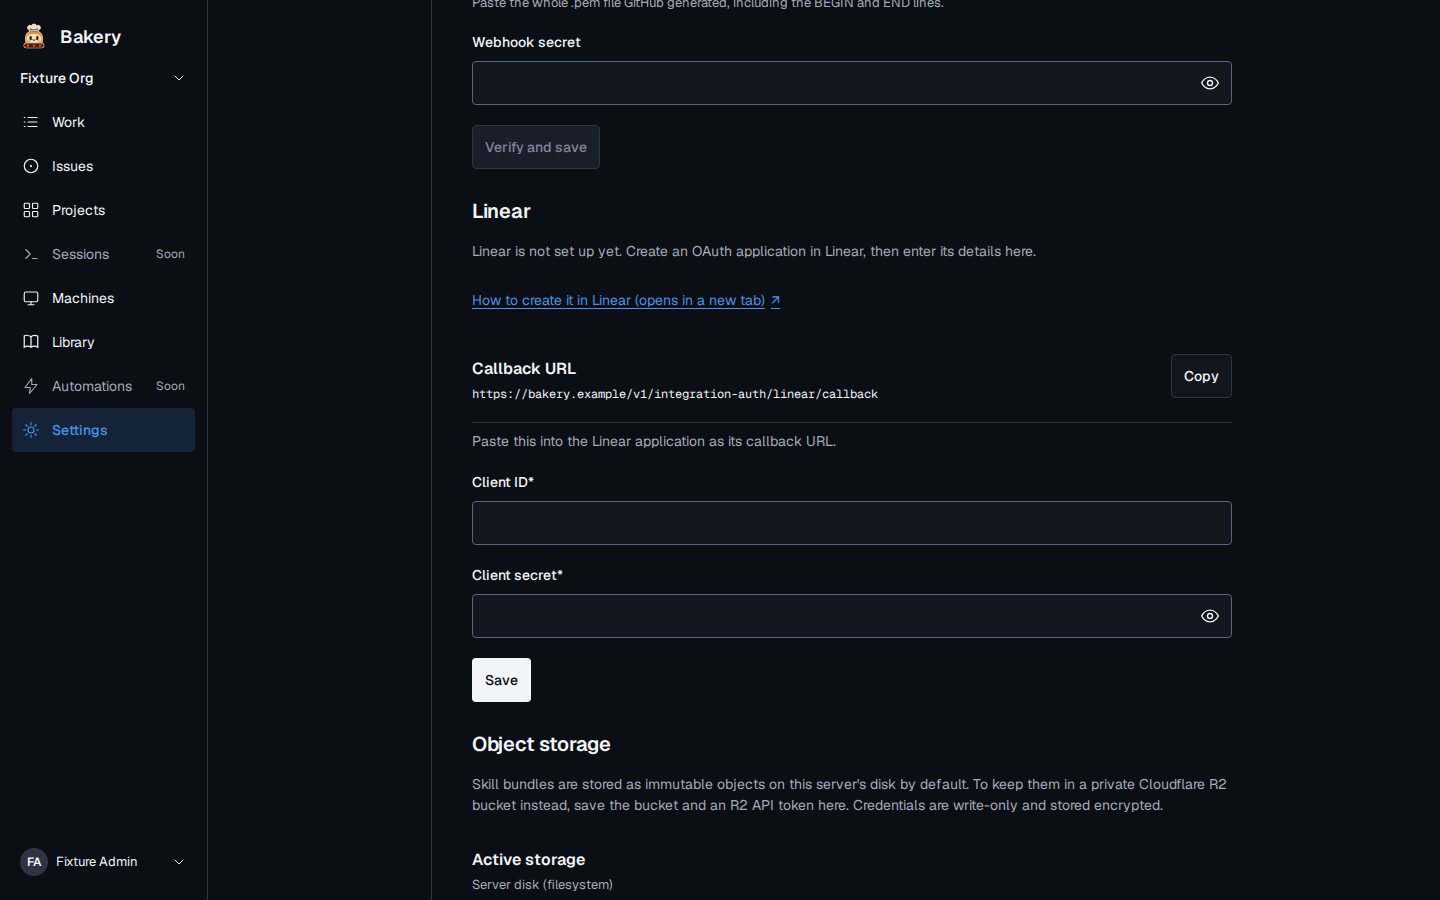 Bakery
Fixture Org
Work
Issues
Projects
Sessions Soon
Machines
Library
Automations Soon
Settings
FA Fixture Admin
Paste the whole .pem file GitHub generated, including the BEGIN and END lines.
Webhook secret
Verify and save
Linear
Linear is not set up yet. Create an OAuth application in Linear, then enter its details here.
How to create it in Linear (opens in a new tab)
Callback URL
https://bakery.example/v1/integration-auth/linear/callback
Copy
Paste this into the Linear application as its callback URL.
Client ID*
Client secret*
Save
Object storage
Skill bundles are stored as immutable objects on this server's disk by default. To keep them in a private Cloudflare R2
bucket instead, save the bucket and an R2 API token here. Credentials are write-only and stored encrypted.
Active storage
Server disk (filesystem)